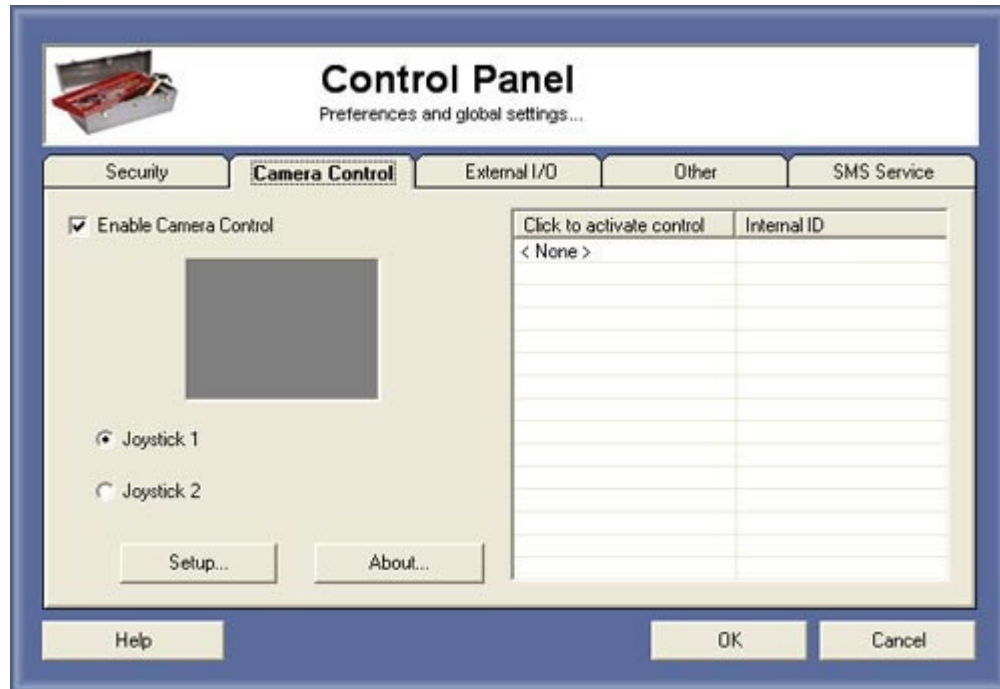 Control Panel
Preferences and global settings...
Security
Camera Control
External I/O
Other
SMS Service
Enable Camera Control
Click to activate control
Internal ID
< None >
Joystick 1
Joystick 2
Setup...
About...
Help
OK
Cancel